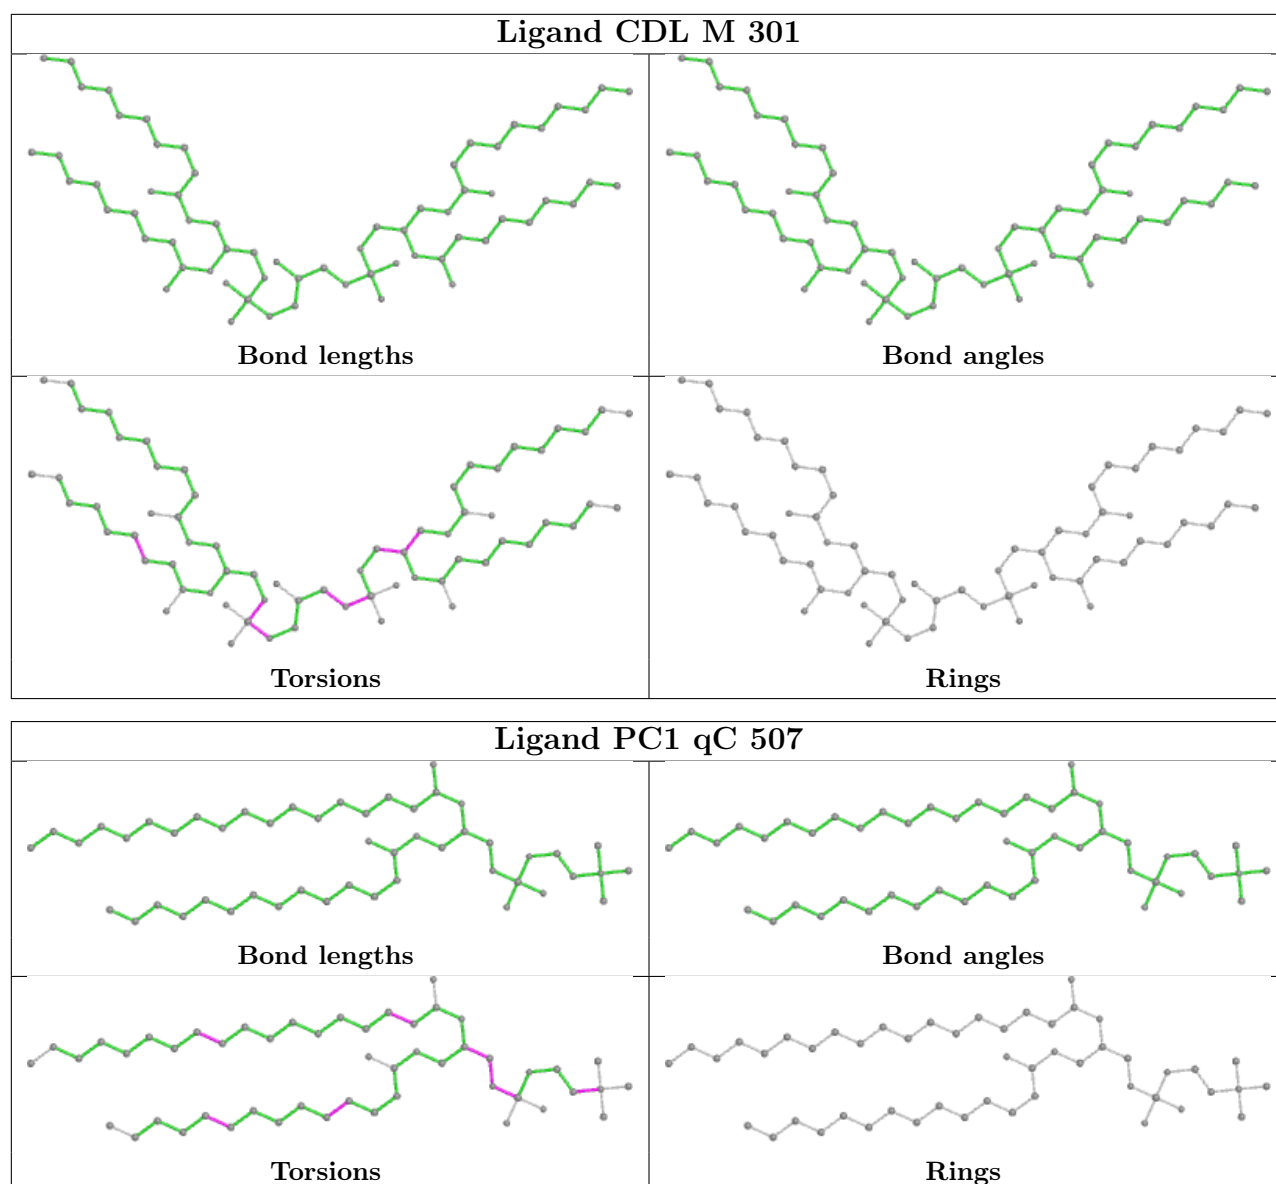 Ligand CDL M 301
Bond lengths
Bond angles
Torsions
Rings
Ligand PC1 qC 507
Bond lengths
Bond angles
Torsions
Rings